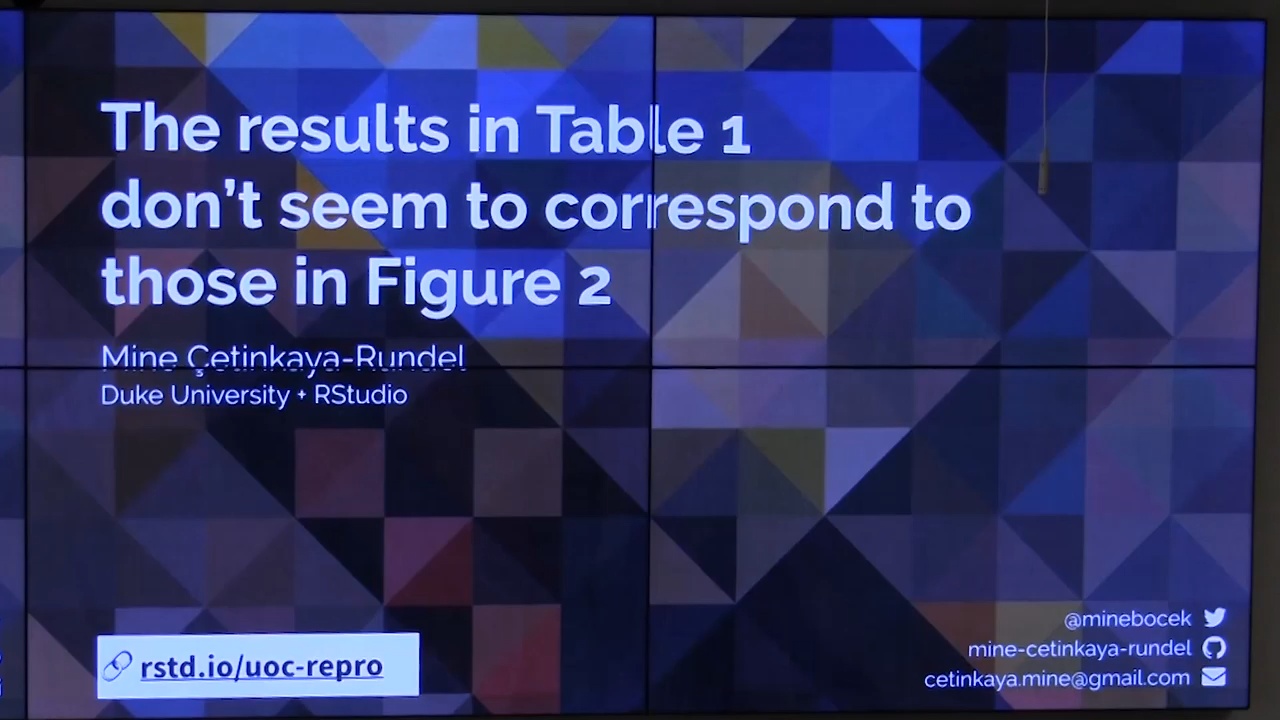 The results in Table 1
don’t seem to correspond to
those in Figure 2
Mine Çetinkaya-Rundel
Duke University + RStudio
rstd.io/uoc-repro
@minebocek
mine-cetinkaya-rundel
cetinkaya.mine@gmail.com